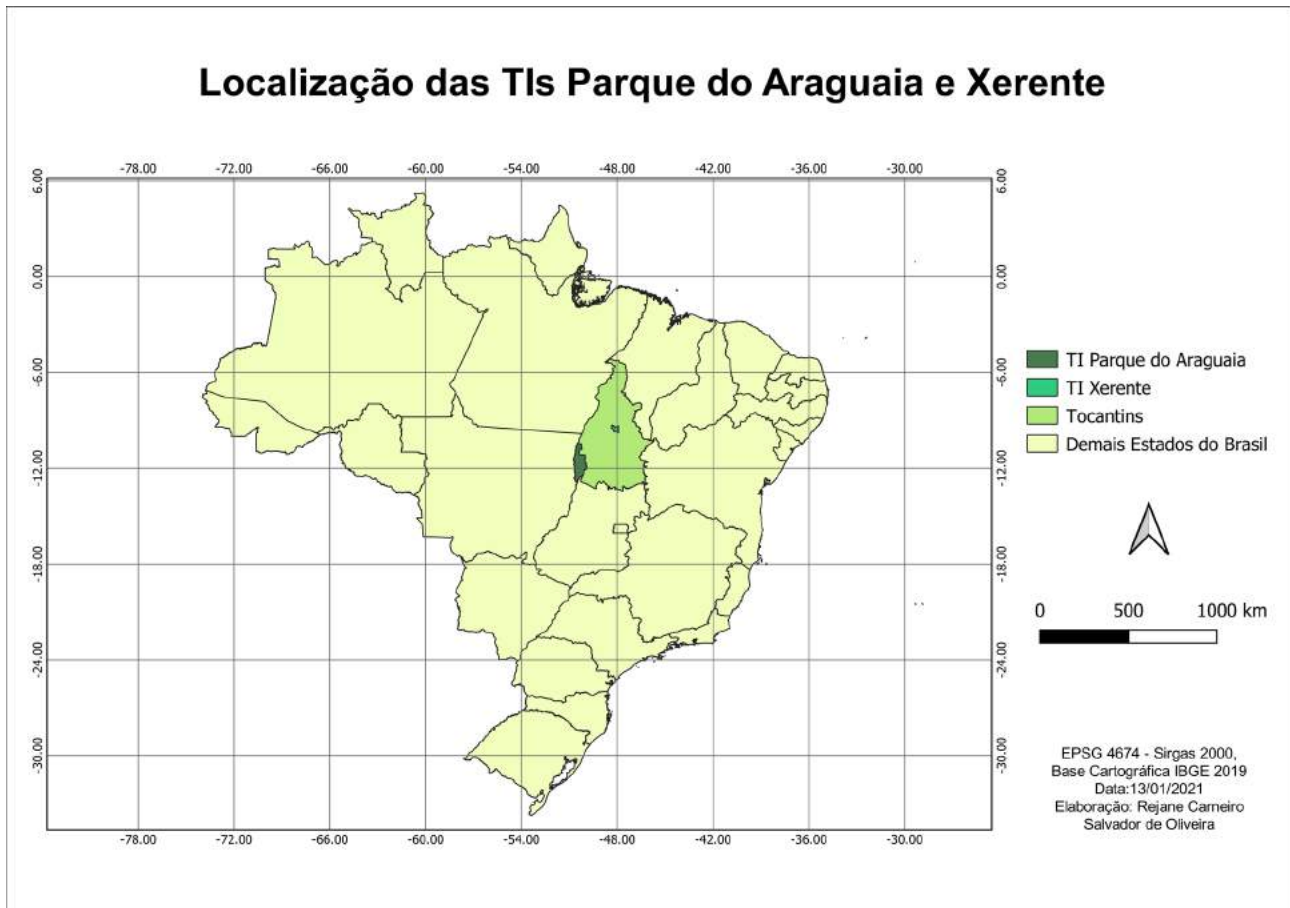 Localização das TIs Parque do Araguaia e Xerente
-78.00 -72.00 -66.00 -60.00 -54.00 -48.00 -42.00 -36.00 -30.00
6.00 6.00
0.00 0.00
-6.00 -6.00
-12.00 -12.00
-18.00 -18.00
-24.00 -24.00
-30.00 -30.00
-78.00 -72.00 -66.00 -60.00 -54.00 -48.00 -42.00 -36.00 -30.00
TI Parque do Araguaia
TI Xerente
Tocantins
Demais Estados do Brasil
0 500 1000 km
EPSG 4674 - Sirgas 2000,
Base Cartográfica IBGE 2019
Data:13/01/2021
Elaboração: Rejane Carneiro
Salvador de Oliveira